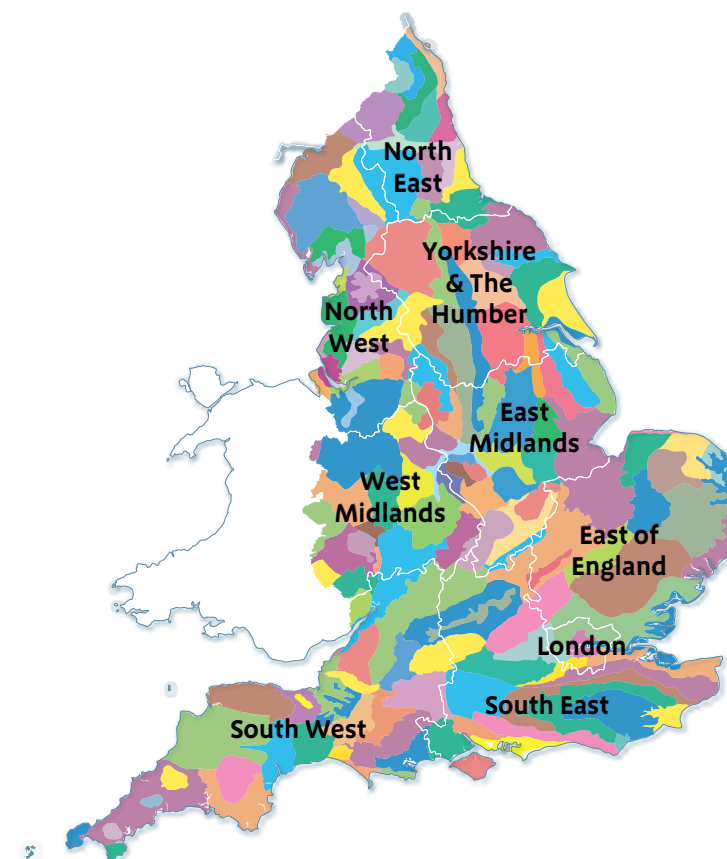 North
East
Yorkshire
& The
Humber
North
West
East
Midlands
West
Midlands
East of
England
London
South East
South West